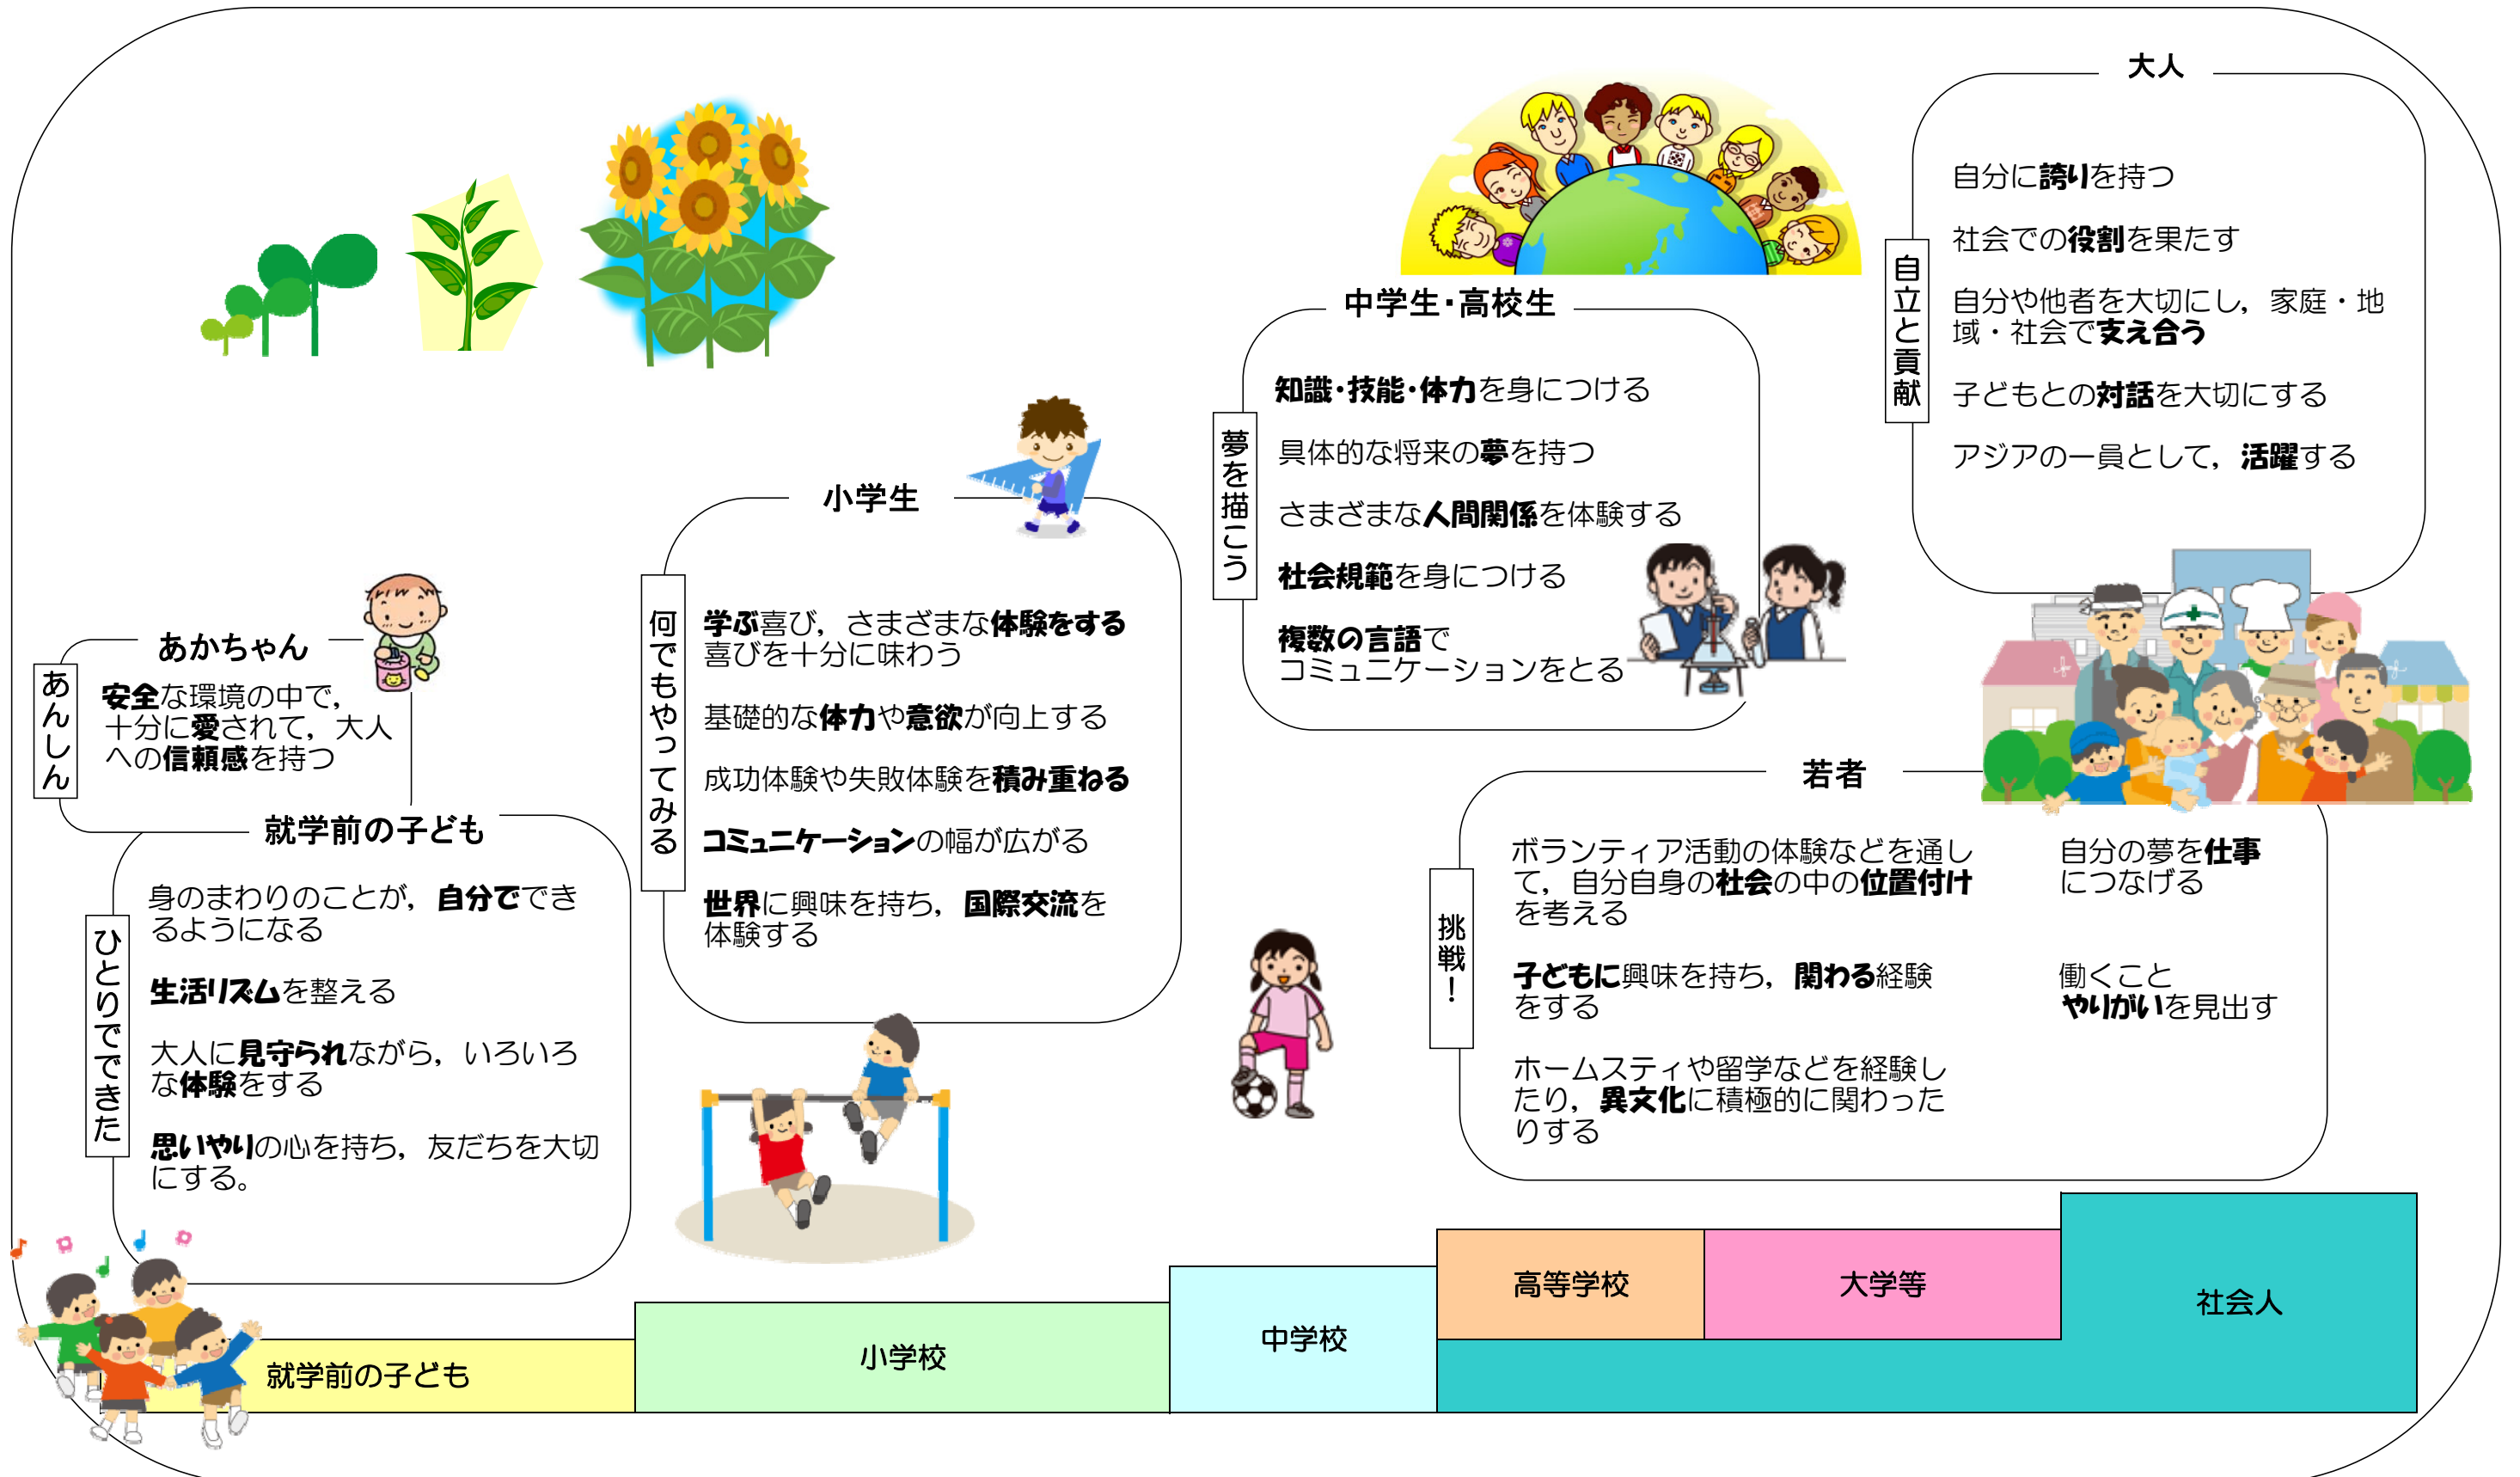 あかちゃん
あんしん
安全な環境の中で，
十分に愛されて，大人
への信頼感を持つ
就学前の子ども
ひとりでできた
身のまわりのことが，自分ででき
るようになる
生活リズムを整える
大人に見守られながら，いろいろ
な体験をする
思いやりの心を持ち，友だちを大切
にする。
小学生
何でもやってみる
学ぶ喜び，さまざまな体験をする
喜びを十分に味わう
基礎的な体力や意欲が向上する
成功体験や失敗体験を積み重ねる
コミュニケーションの幅が広がる
世界に興味を持ち，国際交流を
体験する
中学生・高校生
夢を描こう
知識・技能・体力を身につける
具体的な将来の夢を持つ
さまざまな人間関係を体験する
社会規範を身につける
複数の言語で
コミュニケーションをとる
若者
挑戦！
ボランティア活動の体験などを通し
て，自分自身の社会の中の位置付け
を考える
子どもに興味を持ち，関わる経験
をする
ホームスティや留学などを経験し
たり，異文化に積極的に関わった
りする
自分の夢を仕事
につなげる
働くこと
やりがいを見出す
大人
自立と貢献
自分に誇りを持つ
社会での役割を果たす
自分や他者を大切にし，家庭・地
域・社会で支え合う
子どもとの対話を大切にする
アジアの一員として，活躍する
就学前の子ども
小学校
中学校
高等学校
大学等
社会人